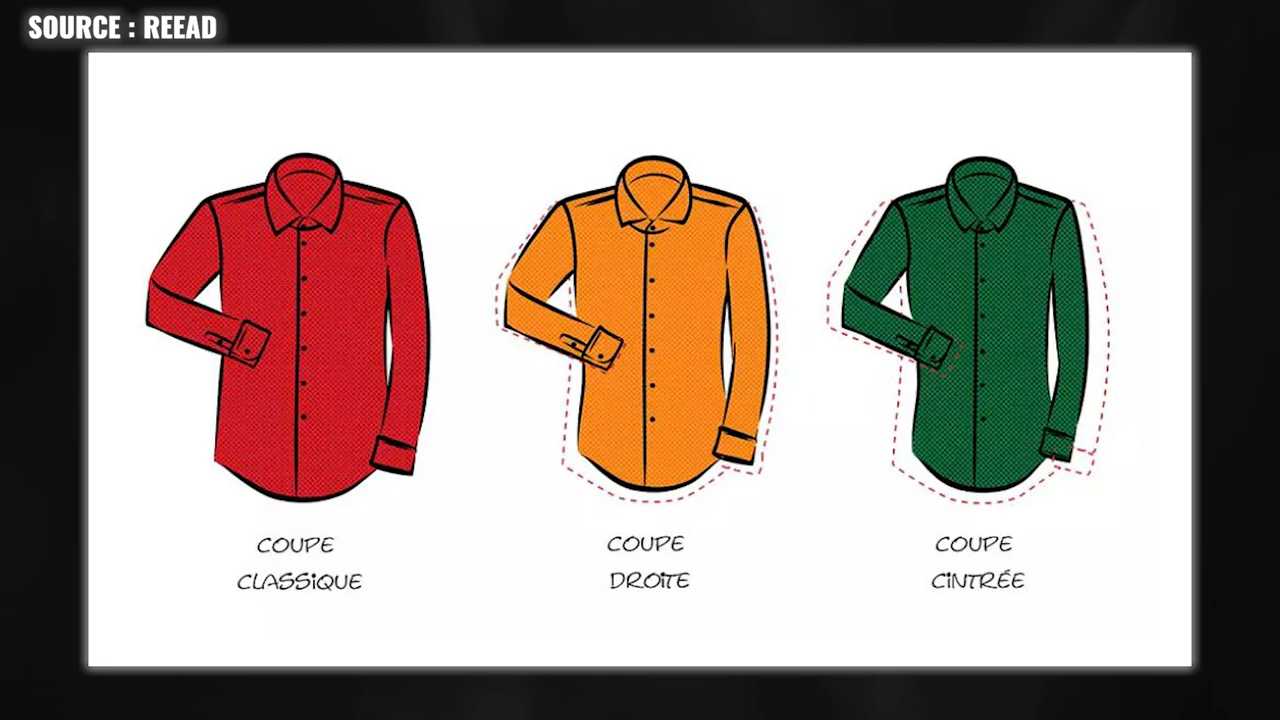 SOURCE : REEAD
COUPE
CLASSIQUE
COUPE
DROITE
COUPE
CINTRÉE